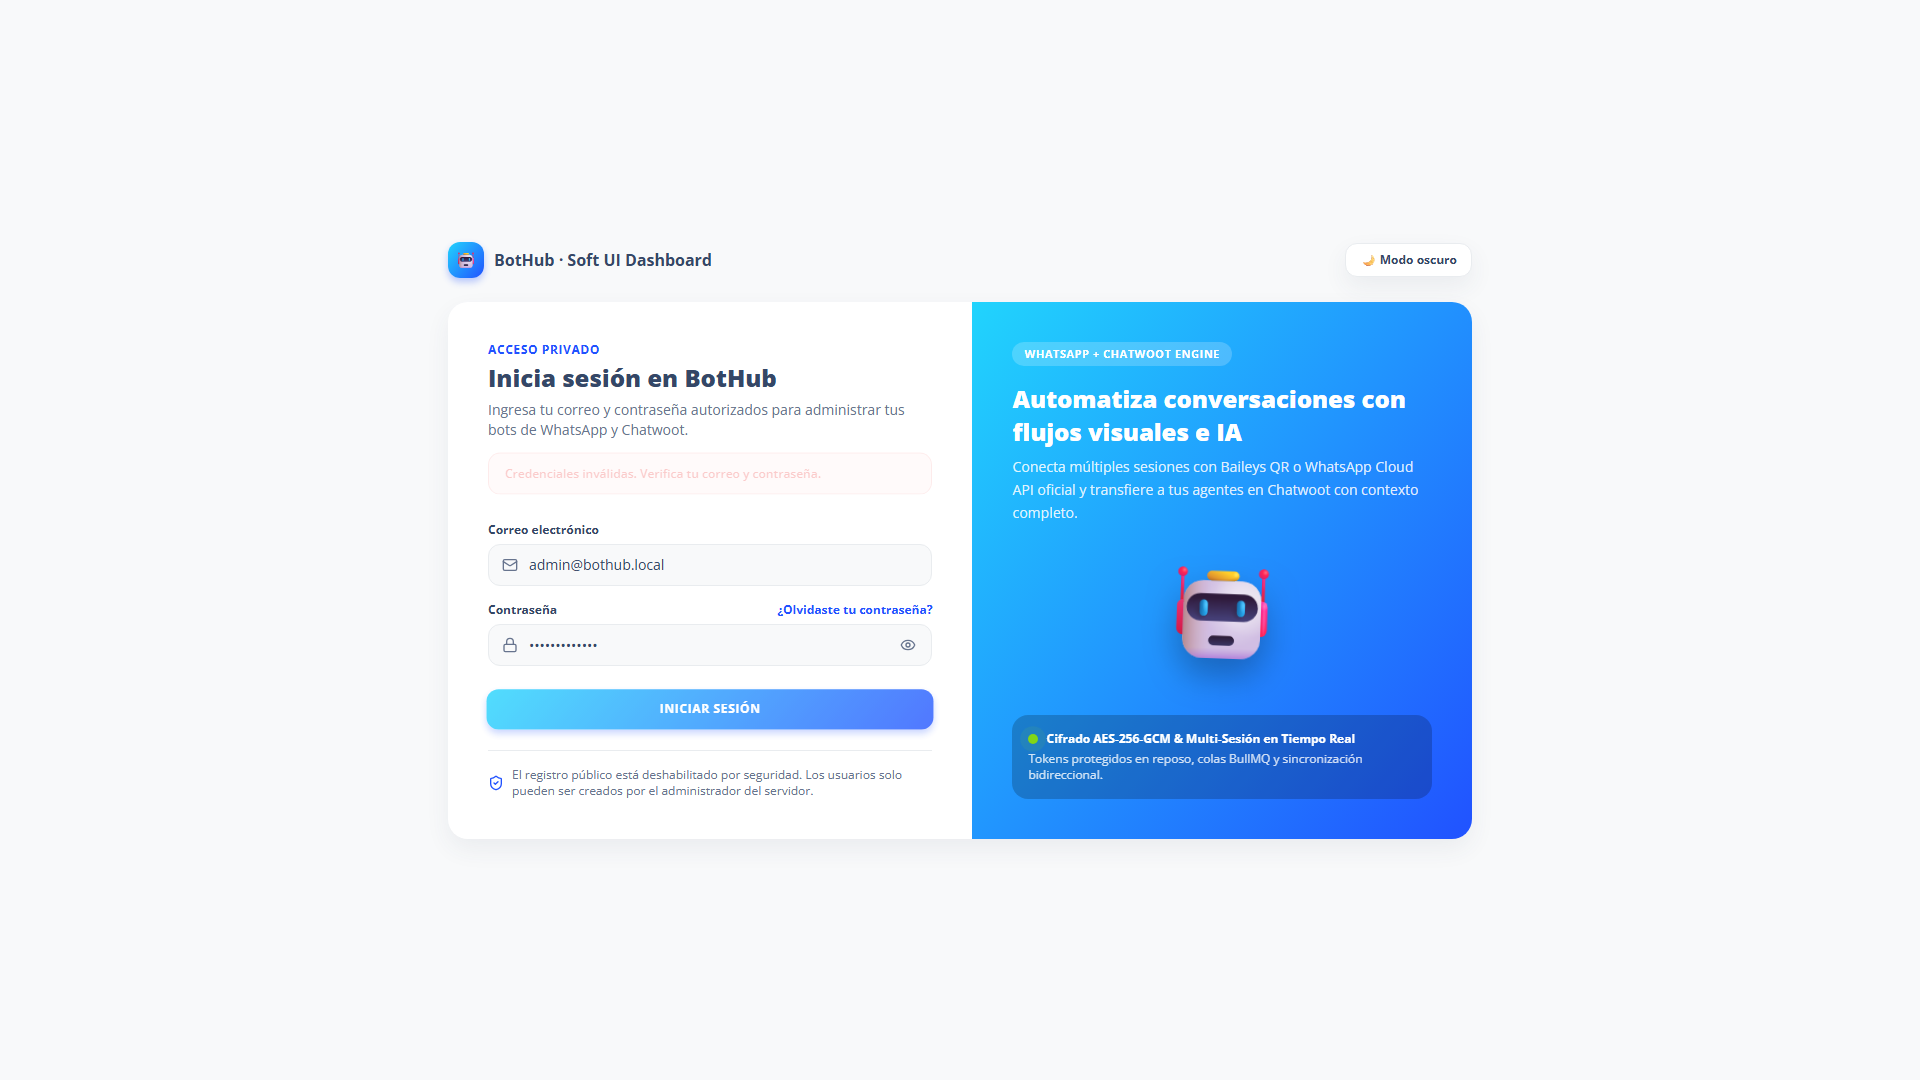 BotHub · Soft UI Dashboard
🌙 Modo oscuro
ACCESO PRIVADO
Inicia sesión en BotHub
Ingresa tu correo y contraseña autorizados para administrar tus
bots de WhatsApp y Chatwoot.
Credenciales inválidas. Verifica tu correo y contraseña.
Correo electrónico
admin@bothub.local
Contraseña
¿Olvidaste tu contraseña?
•••••••••••••
INICIAR SESIÓN
El registro público está deshabilitado por seguridad. Los usuarios solo
pueden ser creados por el administrador del servidor.
WHATSAPP + CHATWOOT ENGINE
Automatiza conversaciones con
flujos visuales e IA
Conecta múltiples sesiones con Baileys QR o WhatsApp Cloud
API oficial y transfiere a tus agentes en Chatwoot con contexto
completo.
Cifrado AES-256-GCM & Multi-Sesión en Tiempo Real
Tokens protegidos en reposo, colas BullMQ y sincronización
bidireccional.